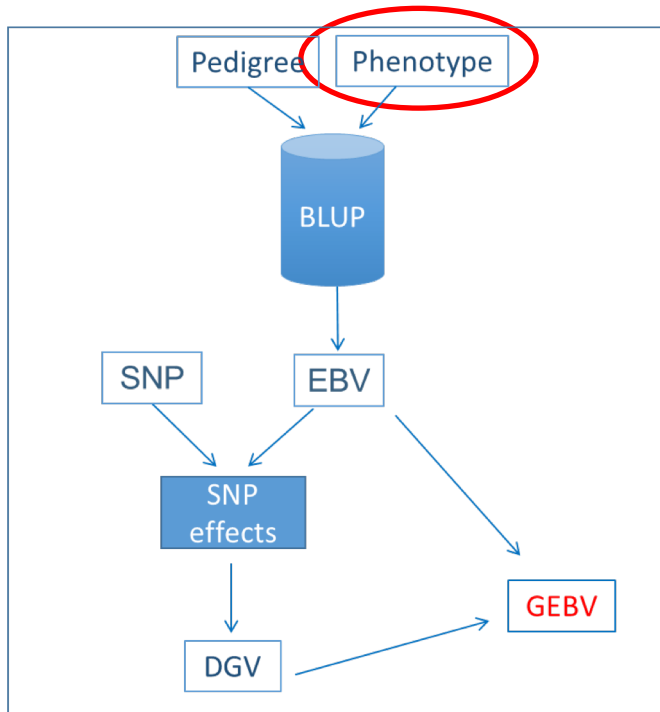 Pedigree
Phenotype
BLUP
SNP
EBV
SNP
effects
GEBV
DGV